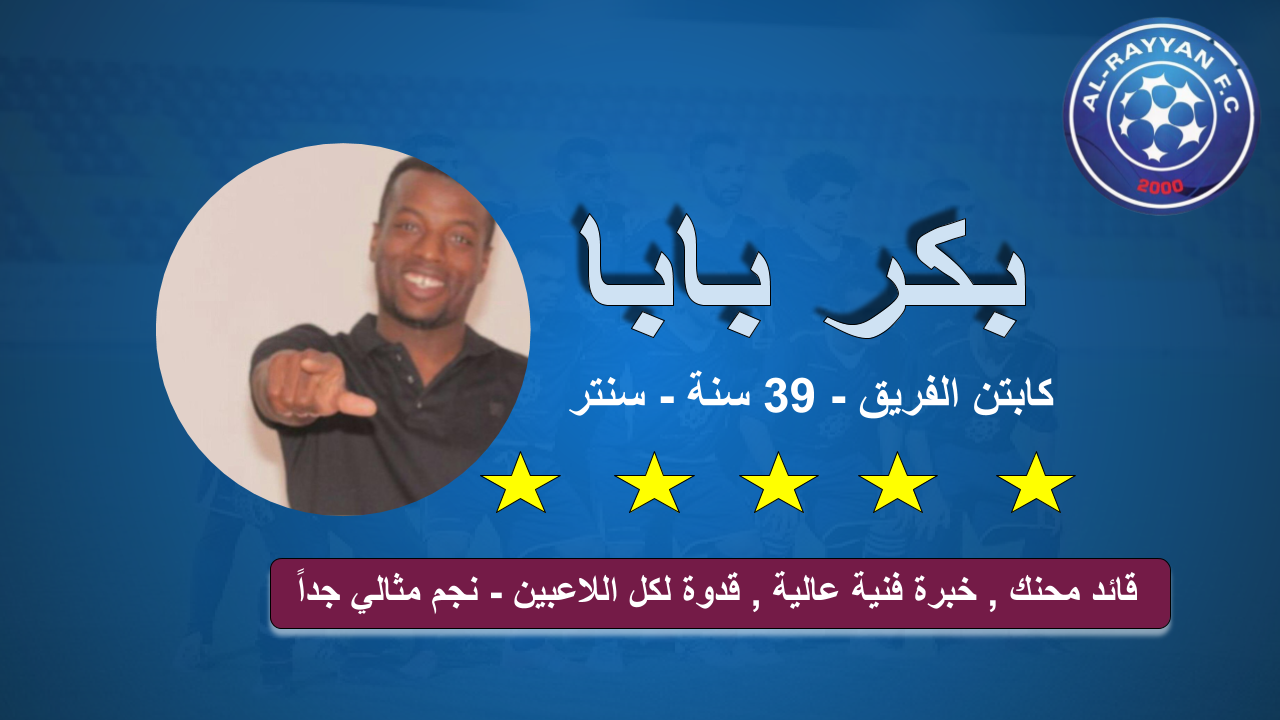 AL-RAYYAN F.C
2000
بكر بابا
كابتن الفريق - 39 سنة - سنتر
قائد محنك , خبرة فنية عالية , قدوة لكل اللاعبين - نجم مثالي جداً